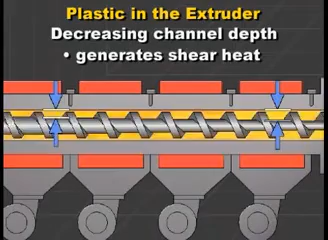 Plastic in the Extruder
Decreasing channel depth
• generates shear heat